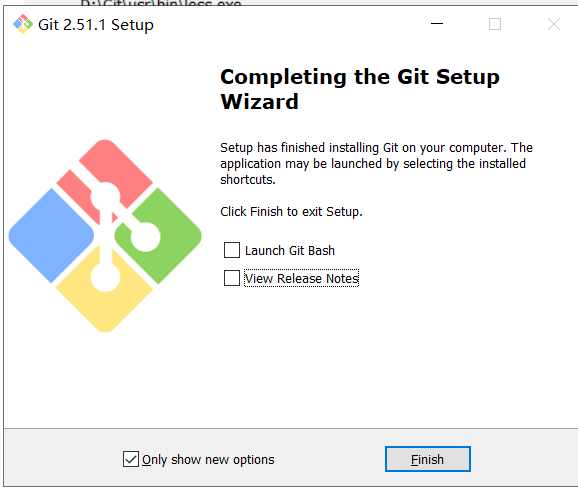 D:\Git\usr\bin\less.exe
Git 2.51.1 Setup
Completing the Git Setup
Wizard
Setup has finished installing Git on your computer. The
application may be launched by selecting the installed
shortcuts.
Click Finish to exit Setup.
Launch Git Bash
View Release Notes
Only show new options
Finish